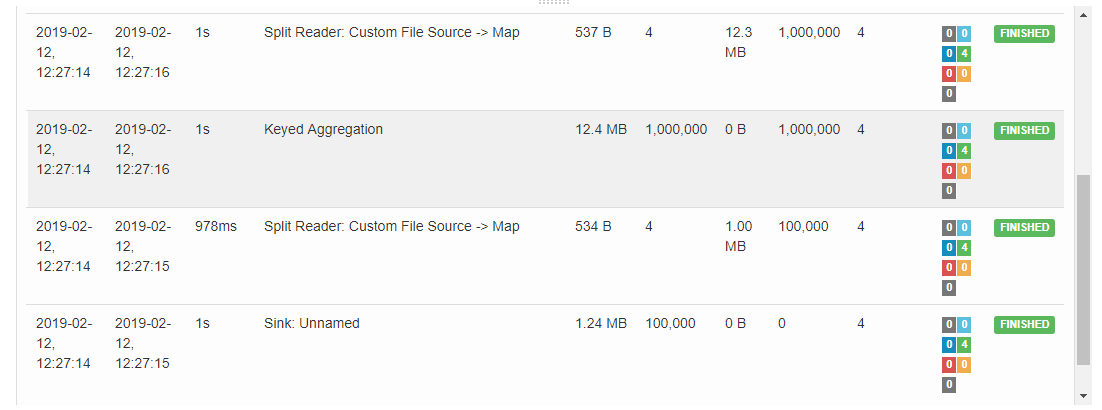 2019-02- 2019-02- 1s Split Reader: Custom File Source -> Map 537 B 4 12.3 1,000,000 4 0 0 FINISHED
12, 12, MB 0 4
12:27:14 12:27:16 0 0
0
2019-02- 2019-02- 1s Keyed Aggregation 12.4 MB 1,000,000 0 B 1,000,000 4 0 0 FINISHED
12, 12, 0 4
12:27:14 12:27:16 0 0
0
2019-02- 2019-02- 978ms Split Reader: Custom File Source -> Map 534 B 4 1.00 100,000 4 0 0 FINISHED
12, 12, MB 0 4
12:27:14 12:27:15 0 0
0
2019-02- 2019-02- 1s Sink: Unnamed 1.24 MB 100,000 0 B 0 4 0 0 FINISHED
12, 12, 0 4
12:27:14 12:27:15 0 0
0